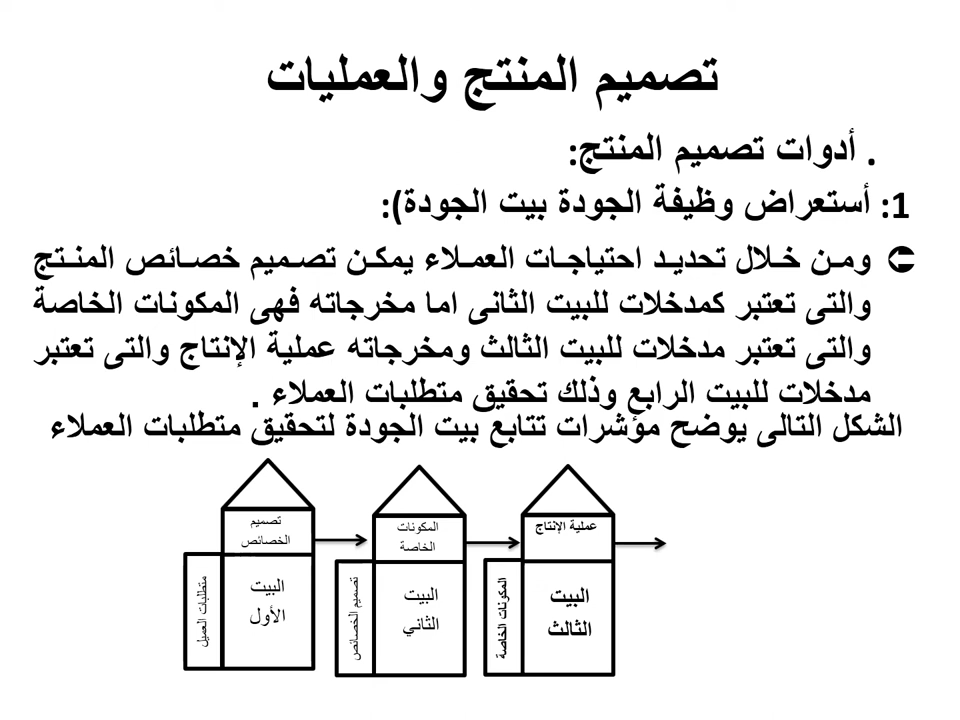 تصميم المنتج والعمليات
. أدوات تصميم المنتج:
1: أستعراض وظيفة الجودة بيت الجودة):
ومن خلال تحديد احتياجات العملاء يمكن تصميم خصائص المنتج
والتى تعتبر كمدخلات للبيت الثانى اما مخرجاته فهى المكونات الخاصة
والتى تعتبر مدخلات للبيت الثالث ومخرجاته عملية الإنتاج والتى تعتبر
مدخلات للبيت الرابع وذلك تحقيق متطلبات العملاء .
الشكل التالى يوضح مؤشرات تتابع بيت الجودة لتحقيق متطلبات العملاء
تصميم
الخصائص
متطلبات العميل
البيت
الأول
المكونات
الخاصة
تصميم الخصائص
البيت
الثاني
عملية الإنتاج
المكونات الخاصة
البيت
الثالث